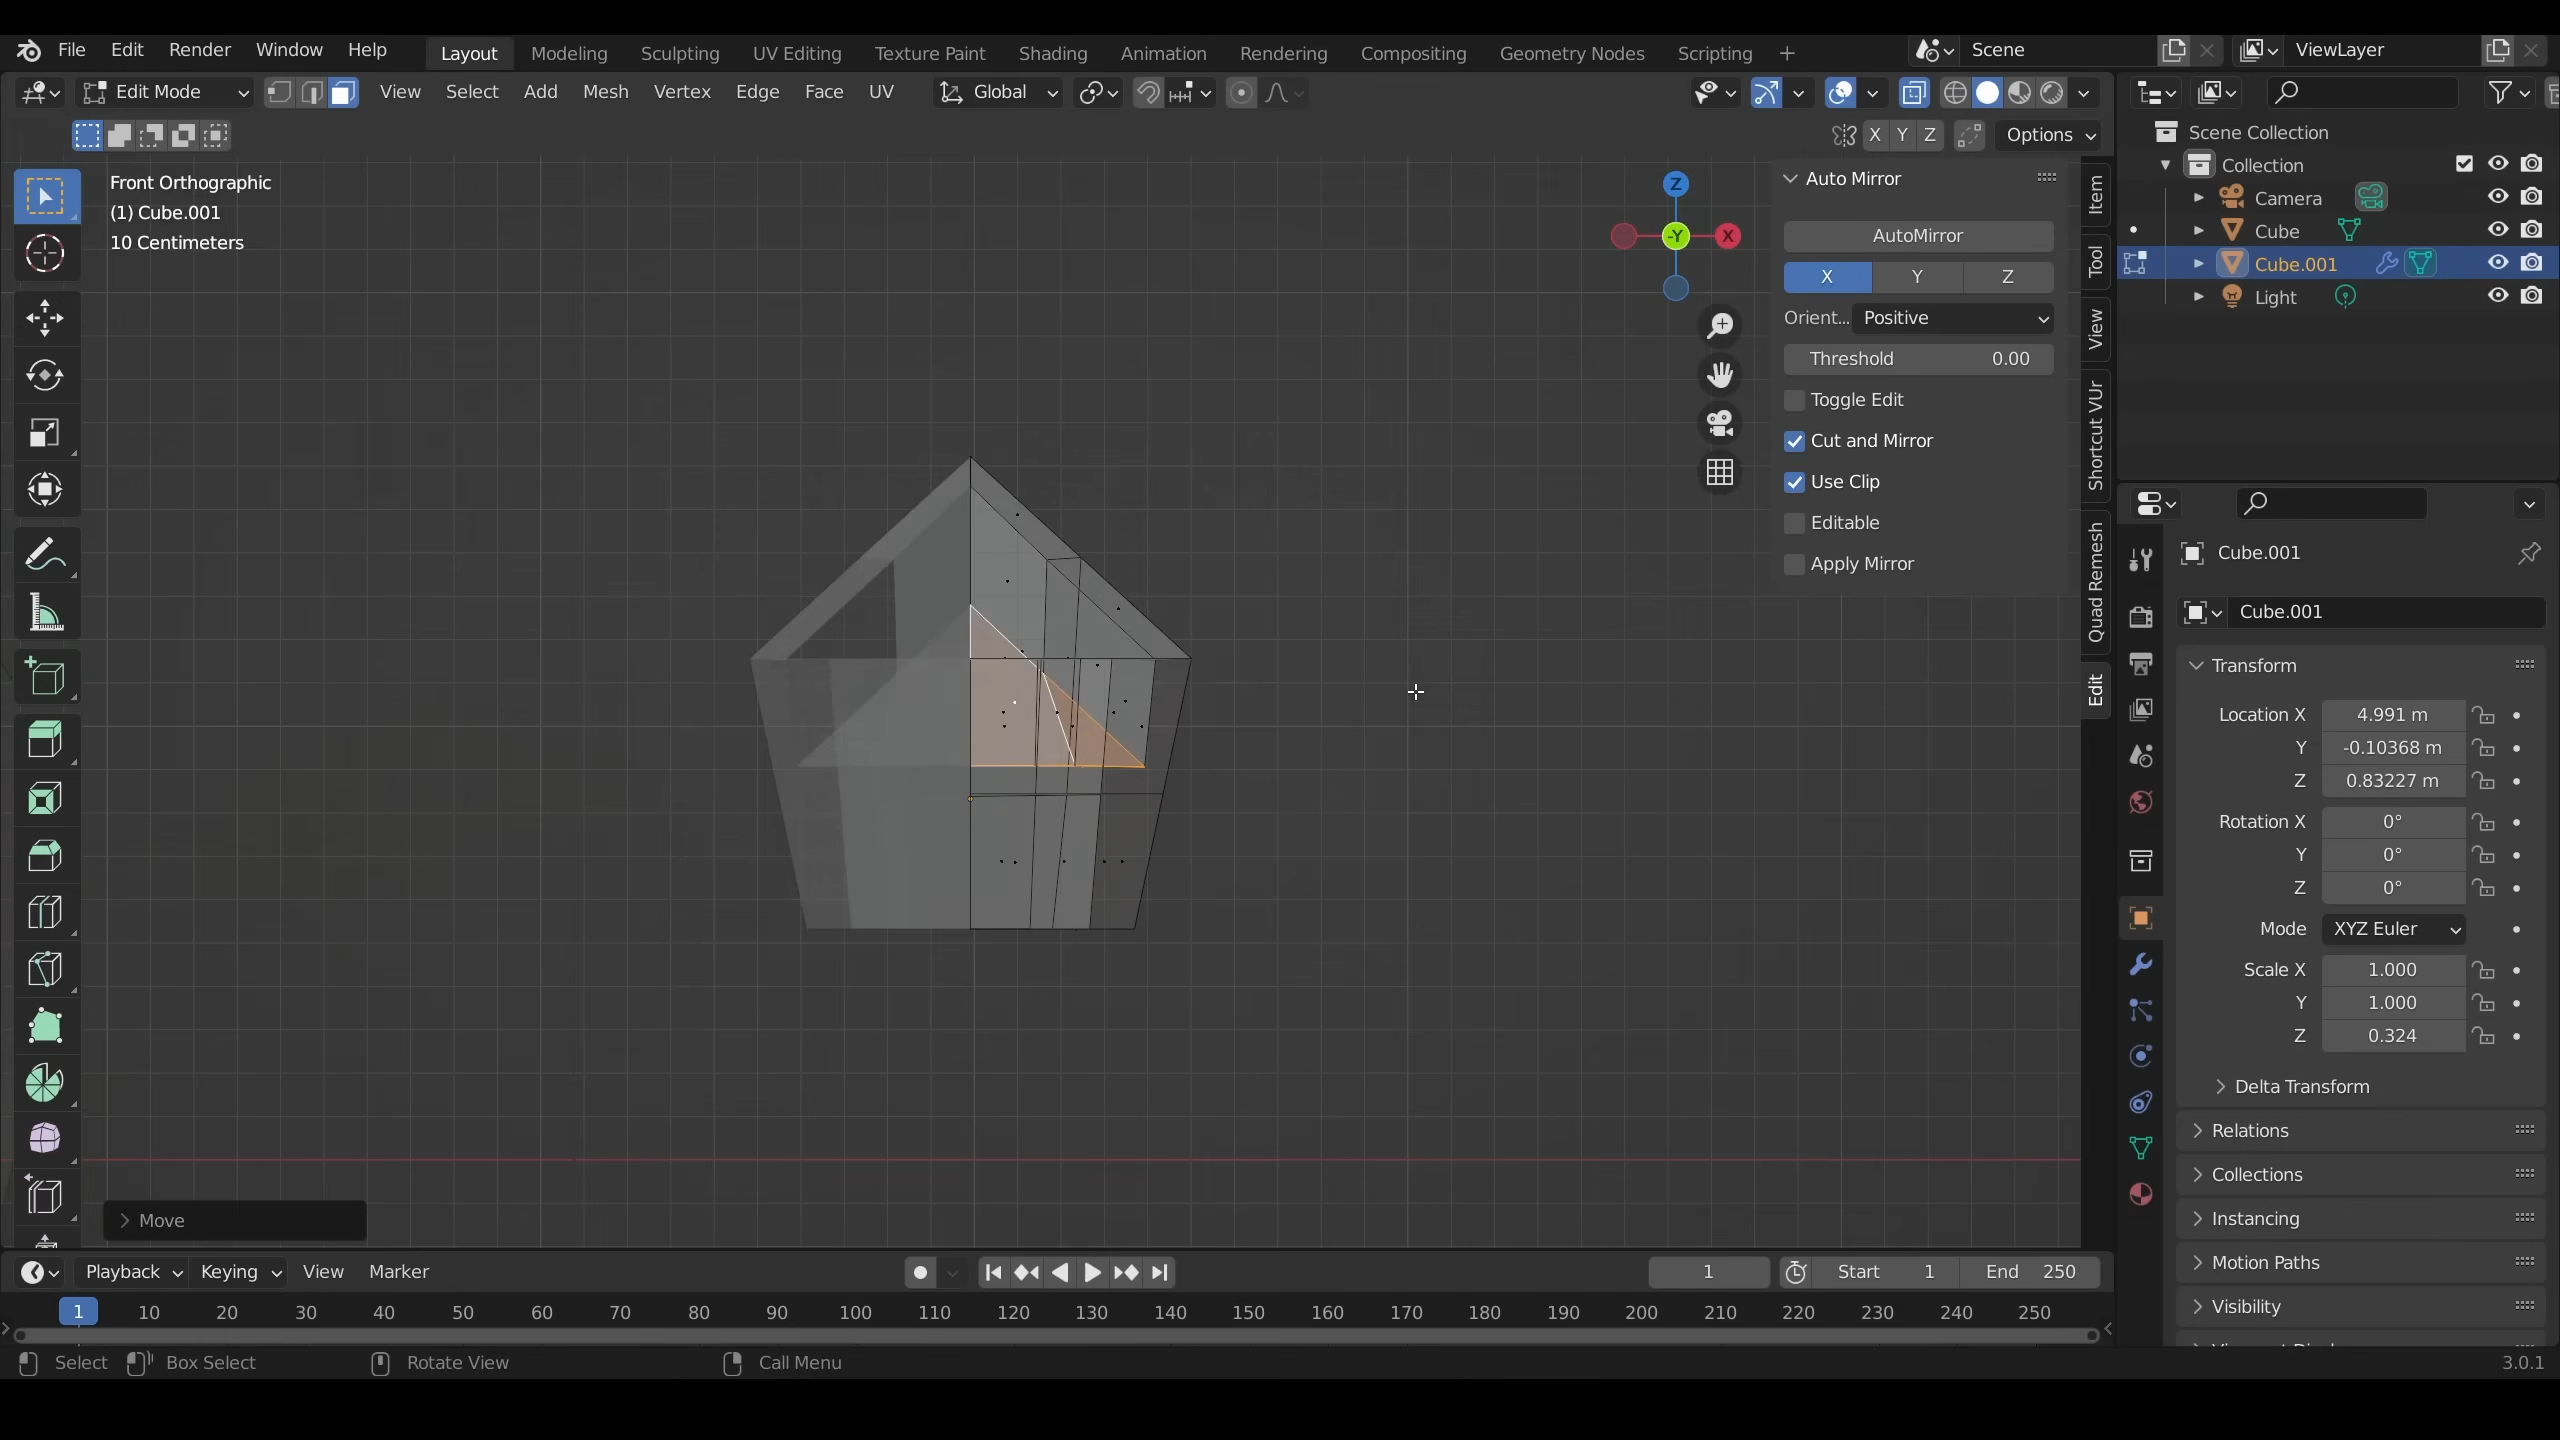 File Edit Render Window Help Layout Modeling Sculpting UV Editing Texture Paint Shading Animation Rendering Compositing Geometry Nodes Scripting + Scene ViewLayer
Edit Mode View Select Add Mesh Vertex Edge Face UV Global
X Y Z Options
Front Orthographic
(1) Cube.001
10 Centimeters
Z
-Y
X
Auto Mirror
AutoMirror
X Y Z
Orient... Positive
Threshold 0.00
Toggle Edit
Cut and Mirror
Use Clip
Editable
Apply Mirror
Item
Tool
View
Shortcut VUr
Quad Remesh
Edit
Scene Collection
Collection
Camera
Cube
Cube.001
Light
Cube.001
Cube.001
Transform
Location X 4.991 m
Y -0.10368 m
Z 0.83227 m
Rotation X 0°
Y 0°
Z 0°
Mode XYZ Euler
Scale X 1.000
Y 1.000
Z 0.324
Delta Transform
Relations
Collections
Instancing
Motion Paths
Visibility
Move
Playback Keying View Marker 1 Start 1 End 250
1 10 20 30 40 50 60 70 80 90 100 110 120 130 140 150 160 170 180 190 200 210 220 230 240 250
Select Box Select Rotate View Call Menu 3.0.1